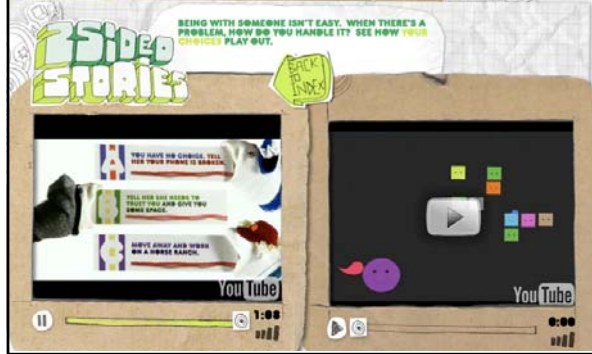 2SIDED
STORIES
BEING WITH SOMEONE ISN'T EASY. WHEN THERE'S A
PROBLEM, HOW DO YOU HANDLE IT? SEE HOW YOUR
CHOICES PLAY OUT.
BACK
TO
INDEX
A
YOU HAVE NO CHOICE. TELL
HER YOUR PHONE IS BROKEN.
B
TELL HER SHE NEEDS TO
TRUST YOU AND GIVE YOU
SOME SPACE.
C
MOVE AWAY AND WORK
ON A HORSE RANCH.
YouTube
1:08
YouTube
0:00